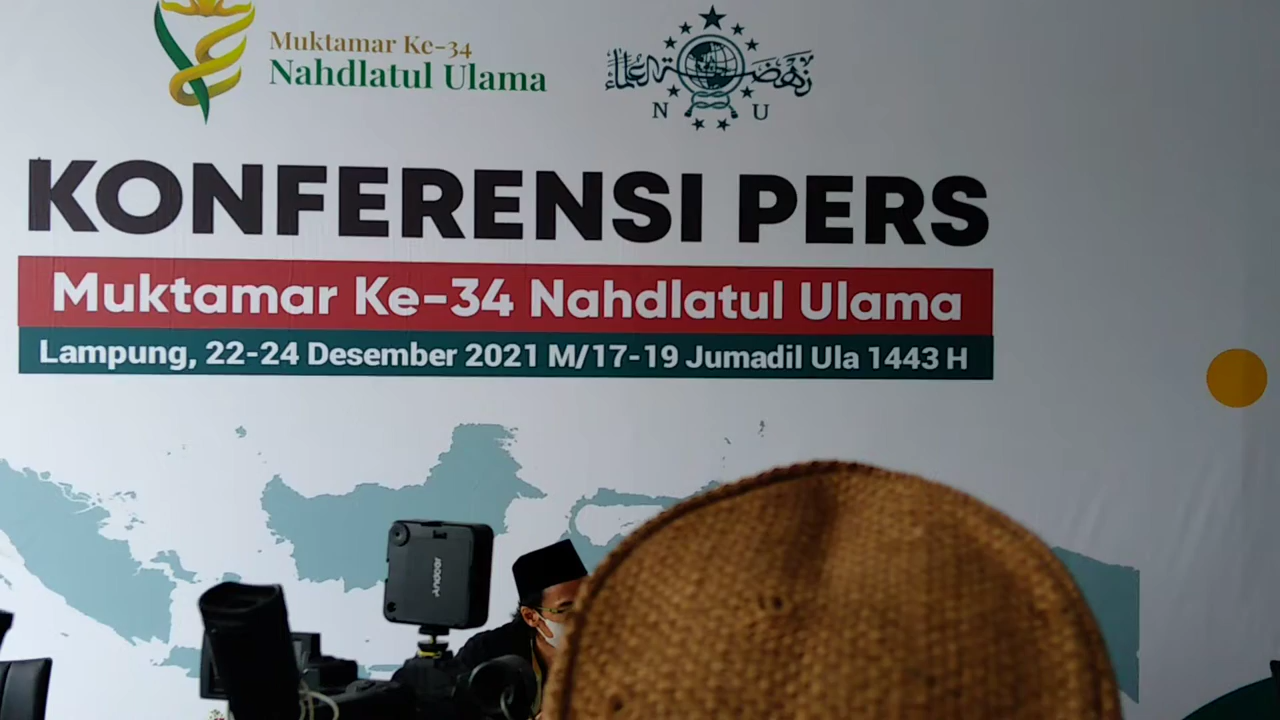 Muktamar Ke-34
Nahdlatul Ulama
نهضة العلماء
N U
KONFERENSI PERS
Muktamar Ke-34 Nahdlatul Ulama
Lampung, 22-24 Desember 2021 M/17-19 Jumadil Ula 1443 H
Andoer